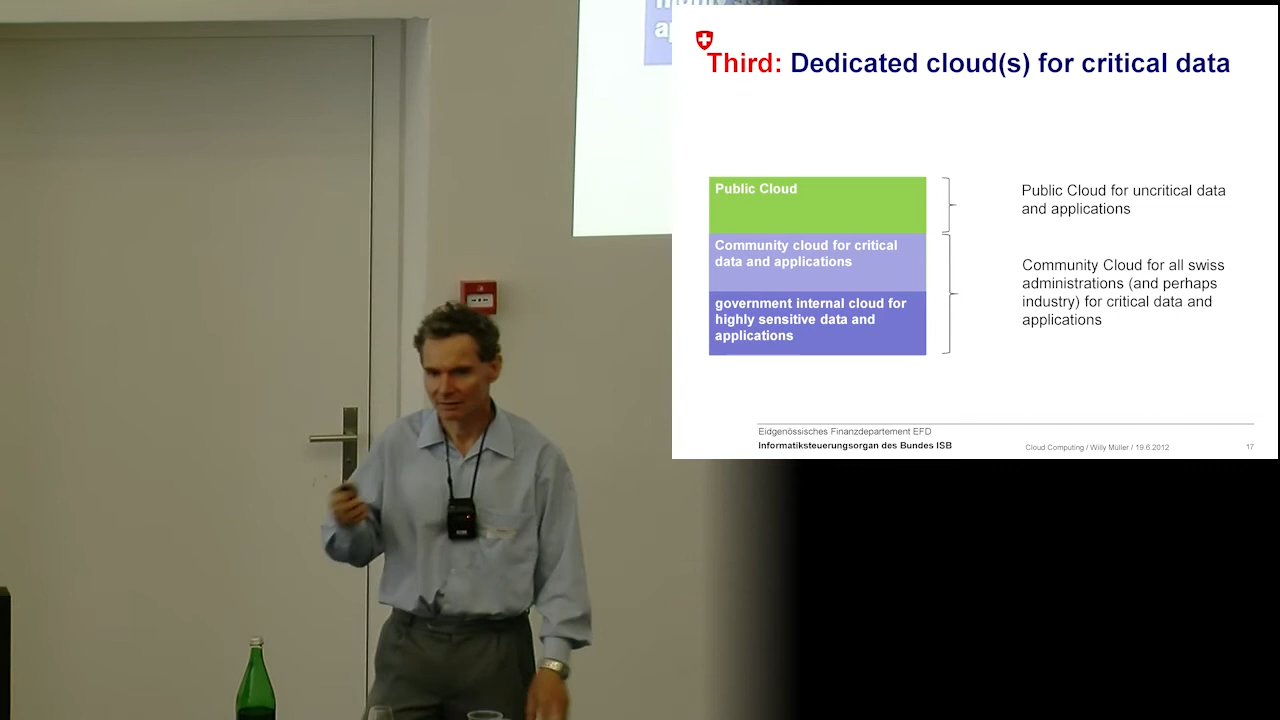 Third: Dedicated cloud(s) for critical data
Public Cloud
Community cloud for critical
data and applications
government internal cloud for
highly sensitive data and
applications
Public Cloud for uncritical data
and applications
Community Cloud for all swiss
administrations (and perhaps
industry) for critical data and
applications
Eidgenössisches Finanzdepartement EFD
Informatiksteuerungsorgan des Bundes ISB
Cloud Computing / Willy Müller / 19.6.2012
17